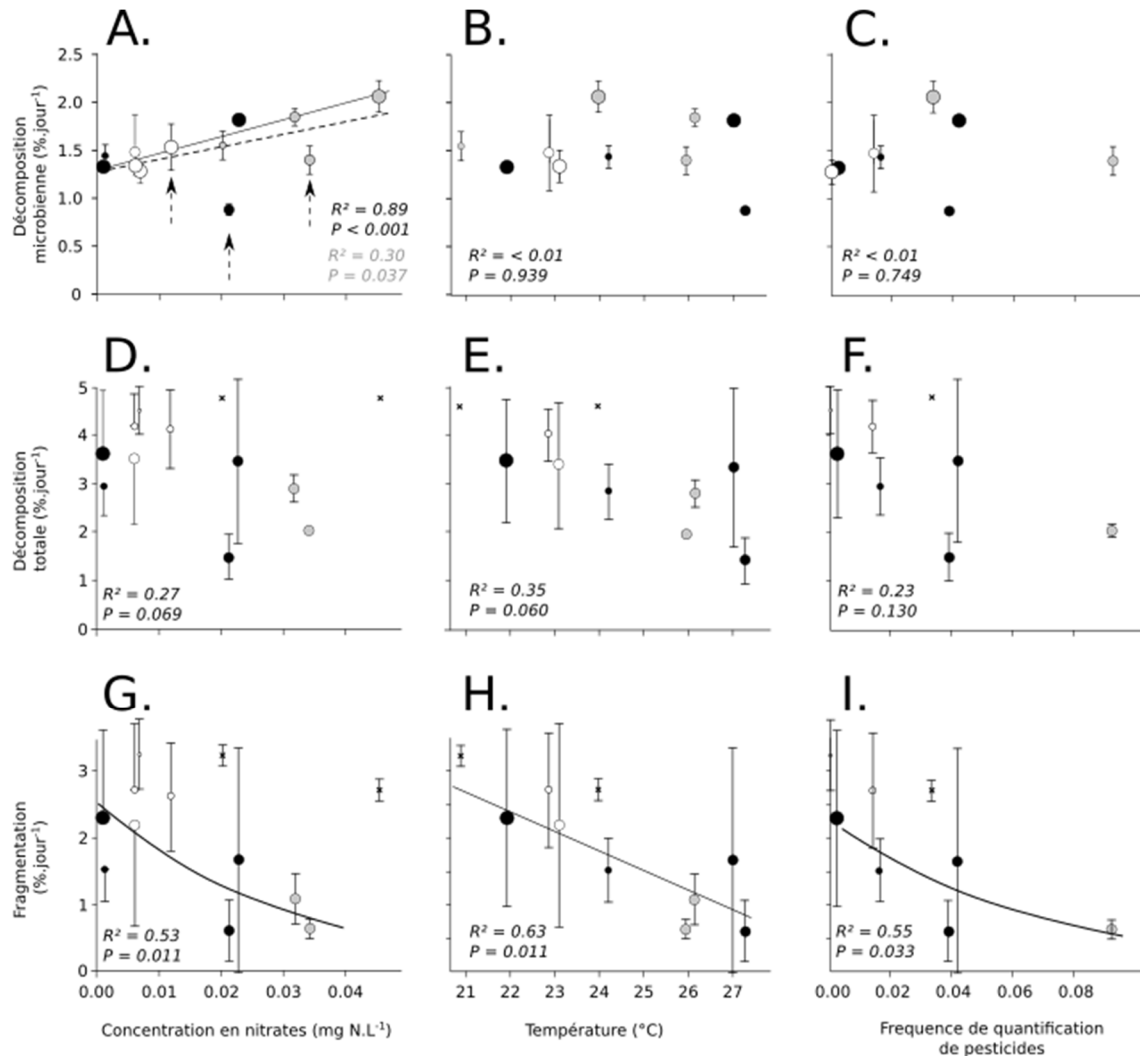 A.
B.
C.
Décomposition
microbienne (%.jour-1)
2.5
2.0
1.5
1.0
0.5
0
R² = 0.89
P < 0.001
R² = 0.30
P = 0.037
R² = < 0.01
P = 0.939
R² < 0.01
P = 0.749
D.
E.
F.
Décomposition
totale (%.jour-1)
5
4
3
2
1
0
R² = 0.27
P = 0.069
R² = 0.35
P = 0.060
R² = 0.23
P = 0.130
G.
H.
I.
Fragmentation
(%.jour-1)
3
2
1
0
R² = 0.53
P = 0.011
R² = 0.63
P = 0.011
R² = 0.55
P = 0.033
0.00 0.01 0.02 0.03 0.04
21 22 23 24 25 26 27
0.00 0.02 0.04 0.06 0.08
Concentration en nitrates (mg N.L-1)
Température (°C)
Frequence de quantification
de pesticides